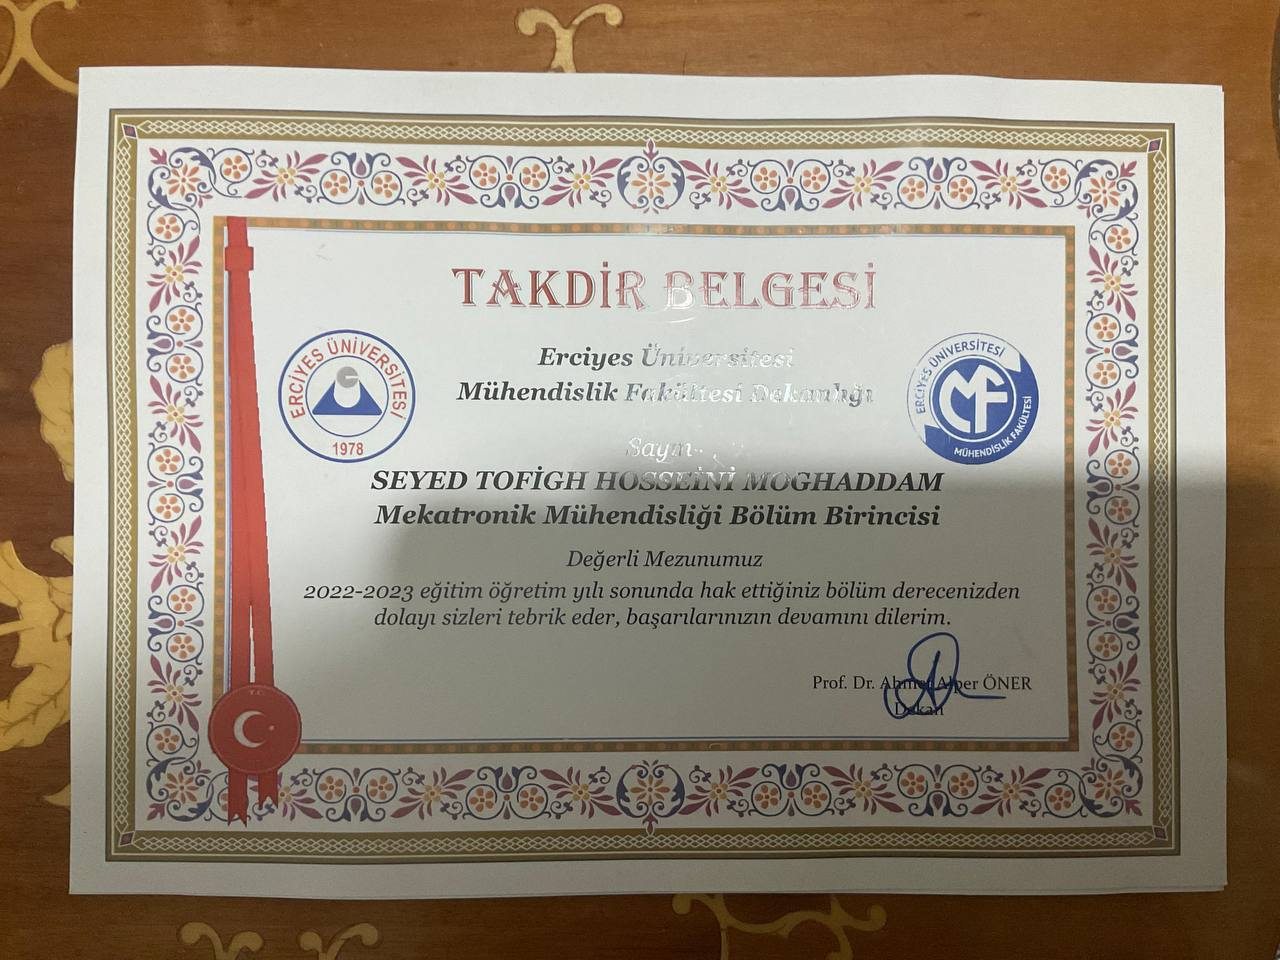 TAKDİR BELGESİ
Erciyes Üniversitesi
Mühendislik Fakültesi Dekanlığı
ERCİYES ÜNİVERSİTESİ
1978
ERCİYES ÜNİVERSİTESİ
MF
MÜHENDİSLİK FAKÜLTESİ
Sayın
SEYED TOFİGH HOSSEİNİ MOGHADDAM
Mekatronik Mühendisliği Bölüm Birincisi
Değerli Mezunumuz
2022-2023 eğitim öğretim yılı sonunda hak ettiğiniz bölüm derecenizden
dolayı sizleri tebrik eder, başarılarınızın devamını dilerim.
Prof. Dr. Ahmet Alper ÖNER
Dekan
T.C.